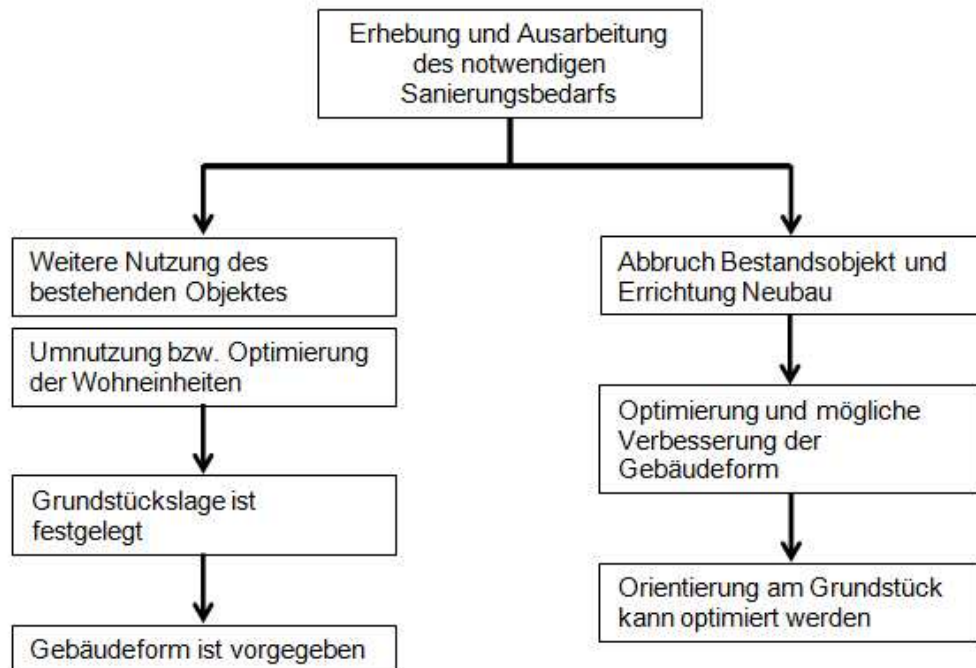 Erhebung und Ausarbeitung
des notwendigen
Sanierungsbedarfs
Weitere Nutzung des
bestehenden Objektes
Umnutzung bzw. Optimierung
der Wohneinheiten
Grundstückslage ist
festgelegt
Gebäudeform ist vorgegeben
Abbruch Bestandsobjekt und
Errichtung Neubau
Optimierung und mögliche
Verbesserung der
Gebäudeform
Orientierung am Grundstück
kann optimiert werden